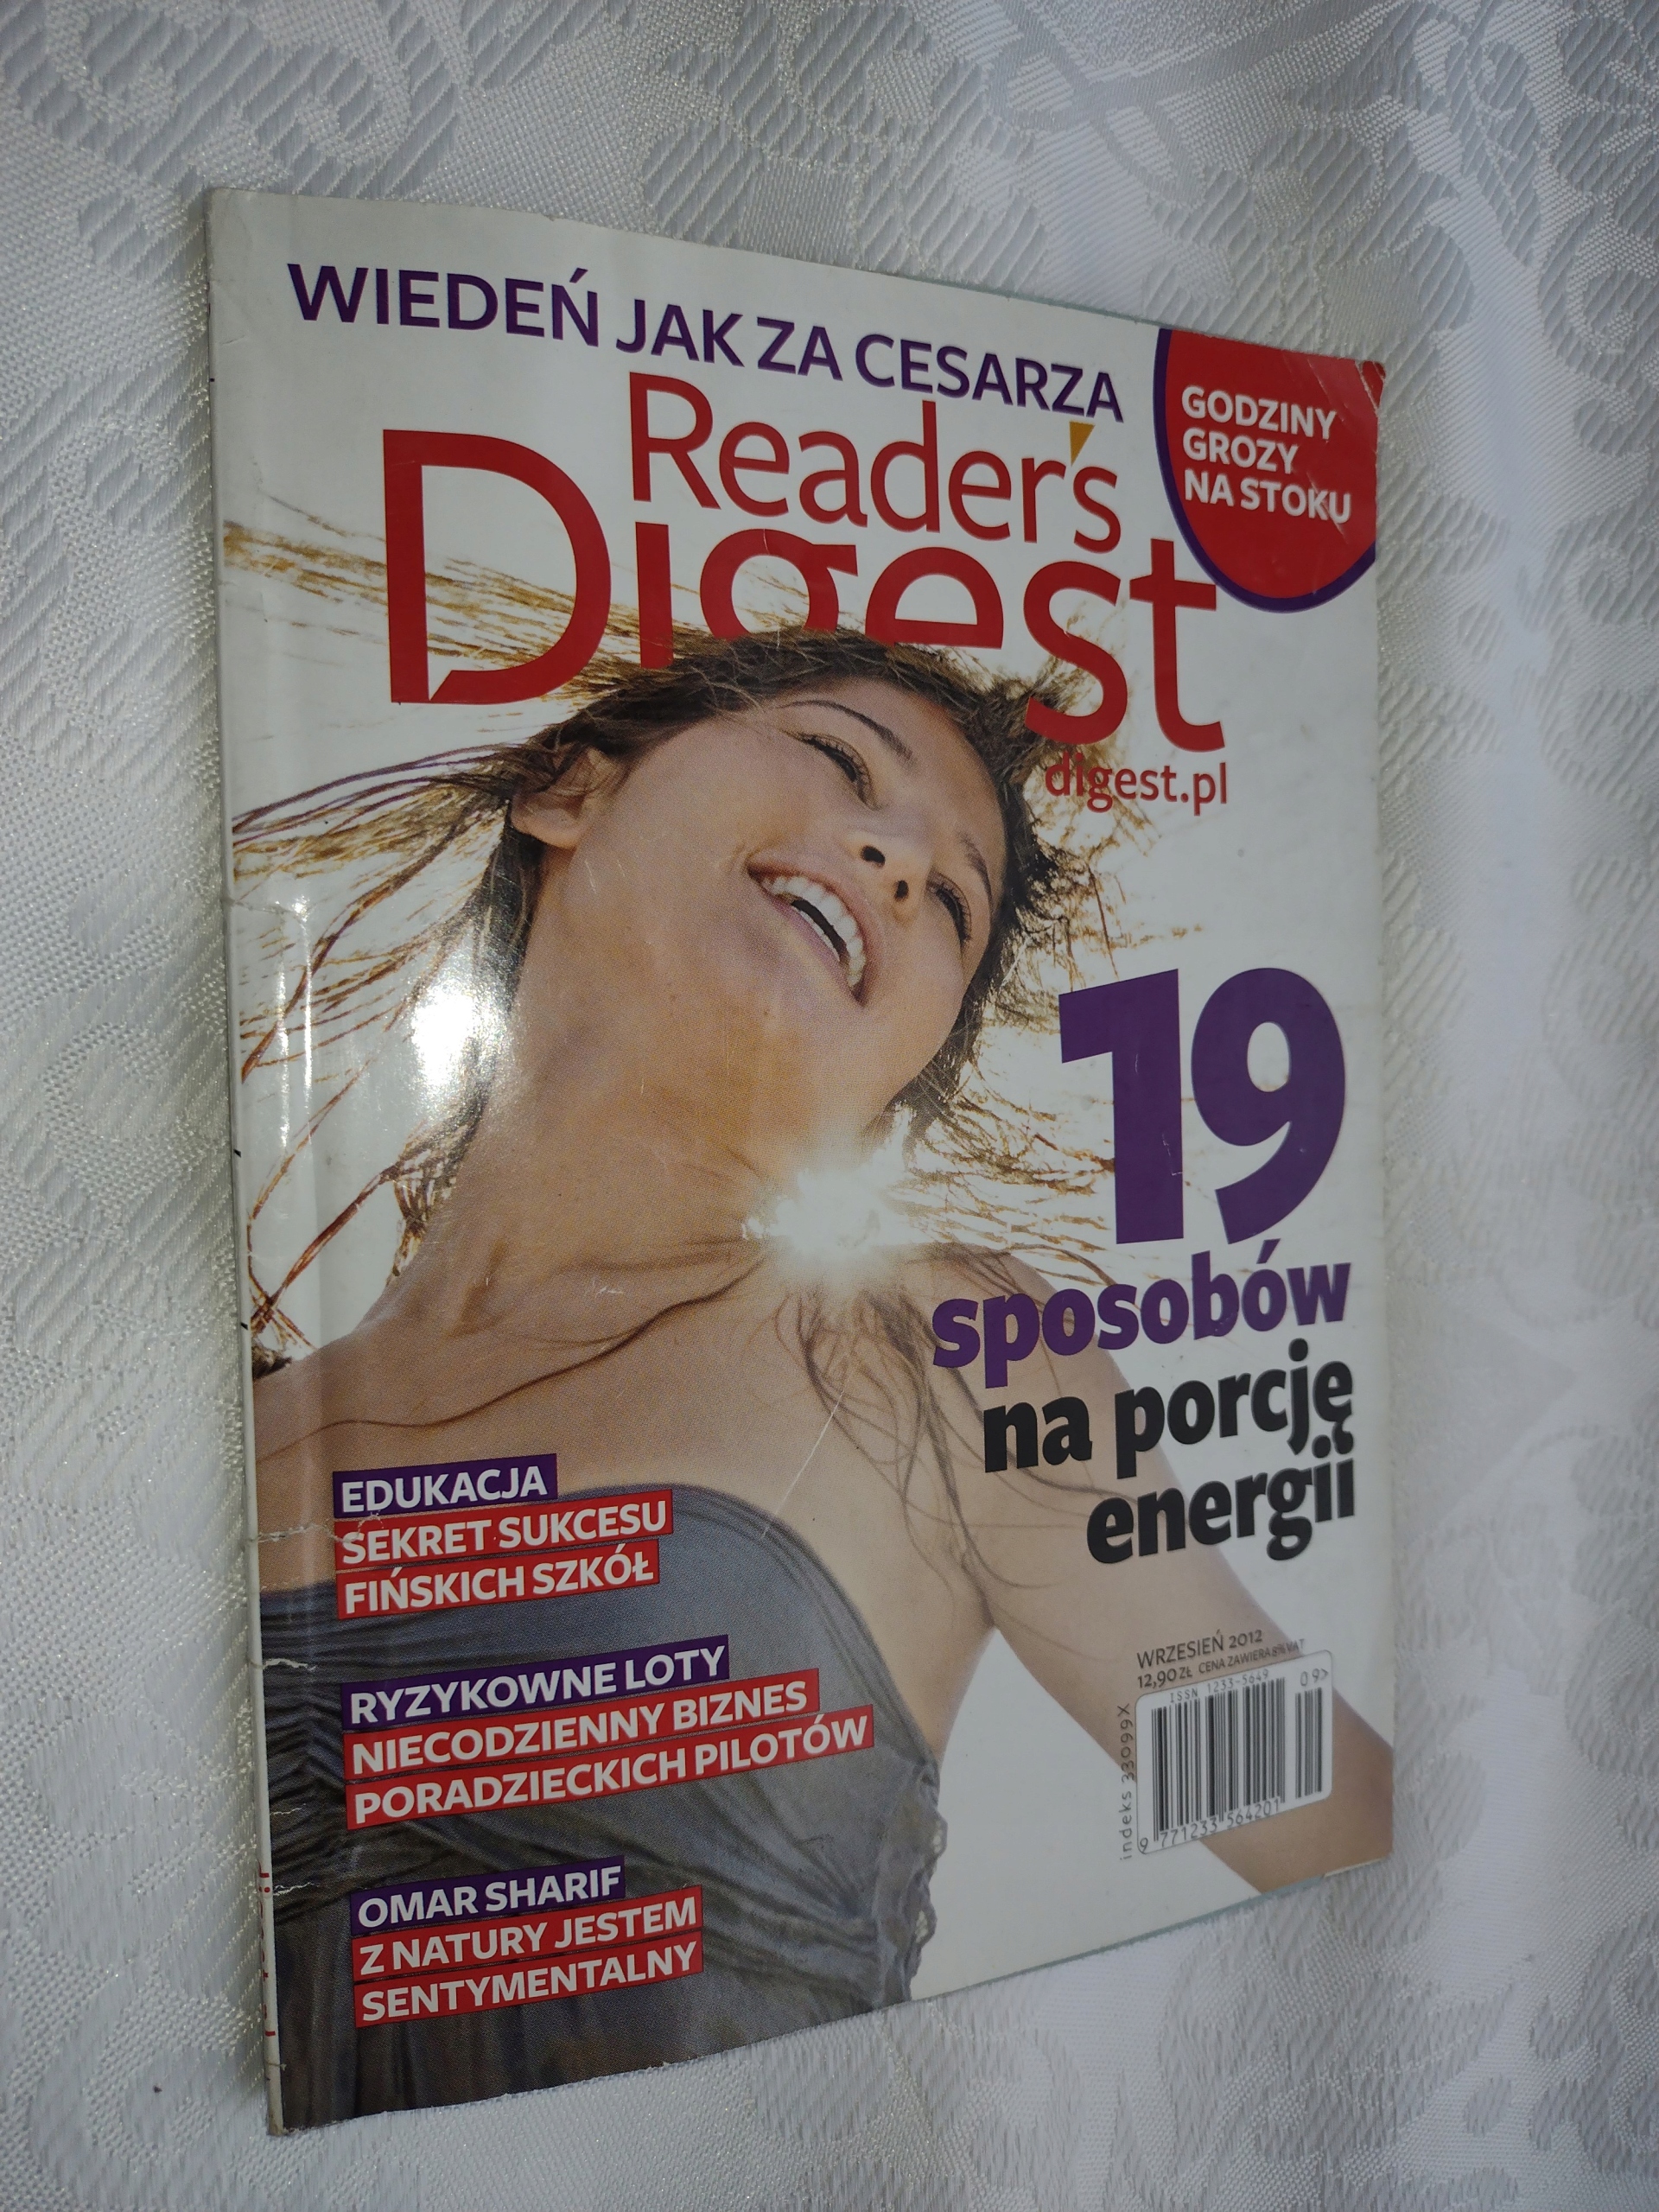 WIEDEŃ JAK ZA CESARZA
GODZINY
GROZY
NA STOKU
Reader's
Digest
digest.pl
19
sposobów
na porcję
energii
EDUKACJA
SEKRET SUKCESU
FIŃSKICH SZKÓŁ
RYZYKOWNE LOTY
NIECODZIENNY BIZNES
PORADZIECKICH PILOTÓW
OMAR SHARIF
Z NATURY JESTEM
SENTYMENTALNY
WRZESIEŃ 2012
12,90 ZŁ CENA ZAWIERA 8% VAT
ISSN 1233-5649 09>
indeks 33099X
9 771233 564201